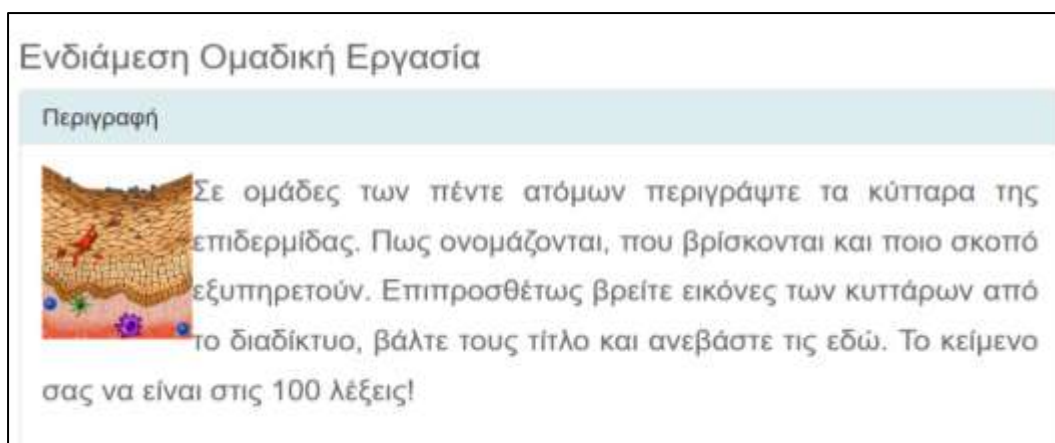 Ενδιάμεση Ομαδική Εργασία
Περιγραφή
Σε ομάδες των πέντε ατόμων περιγράψτε τα κύτταρα της
επιδερμίδας. Πως ονομάζονται, που βρίσκονται και ποιο σκοπό
εξυπηρετούν. Επιπροσθέτως βρείτε εικόνες των κυττάρων από
το διαδίκτυο, βάλτε τους τίτλο και ανεβάστε τις εδώ. Το κείμενο
σας να είναι στις 100 λέξεις!